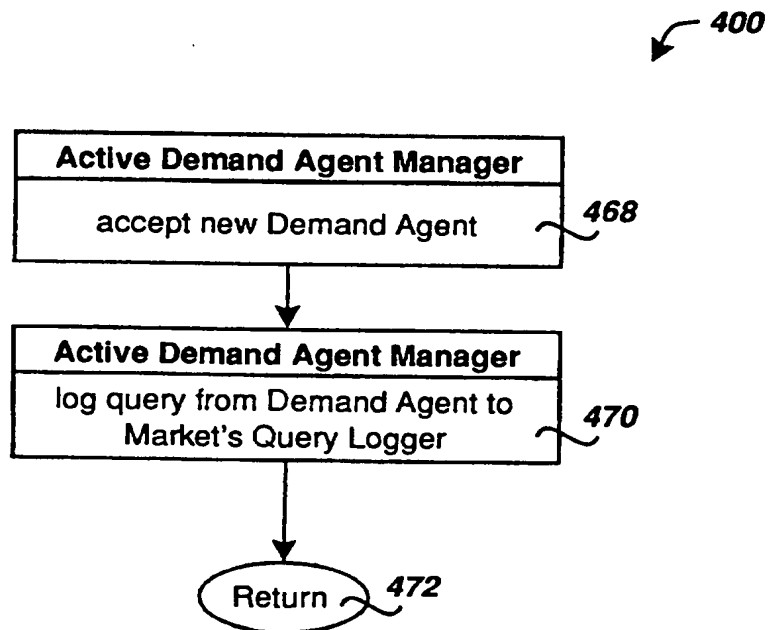 400
Active Demand Agent Manager
accept new Demand Agent
468
Active Demand Agent Manager
log query from Demand Agent to
Market's Query Logger
470
Return
472